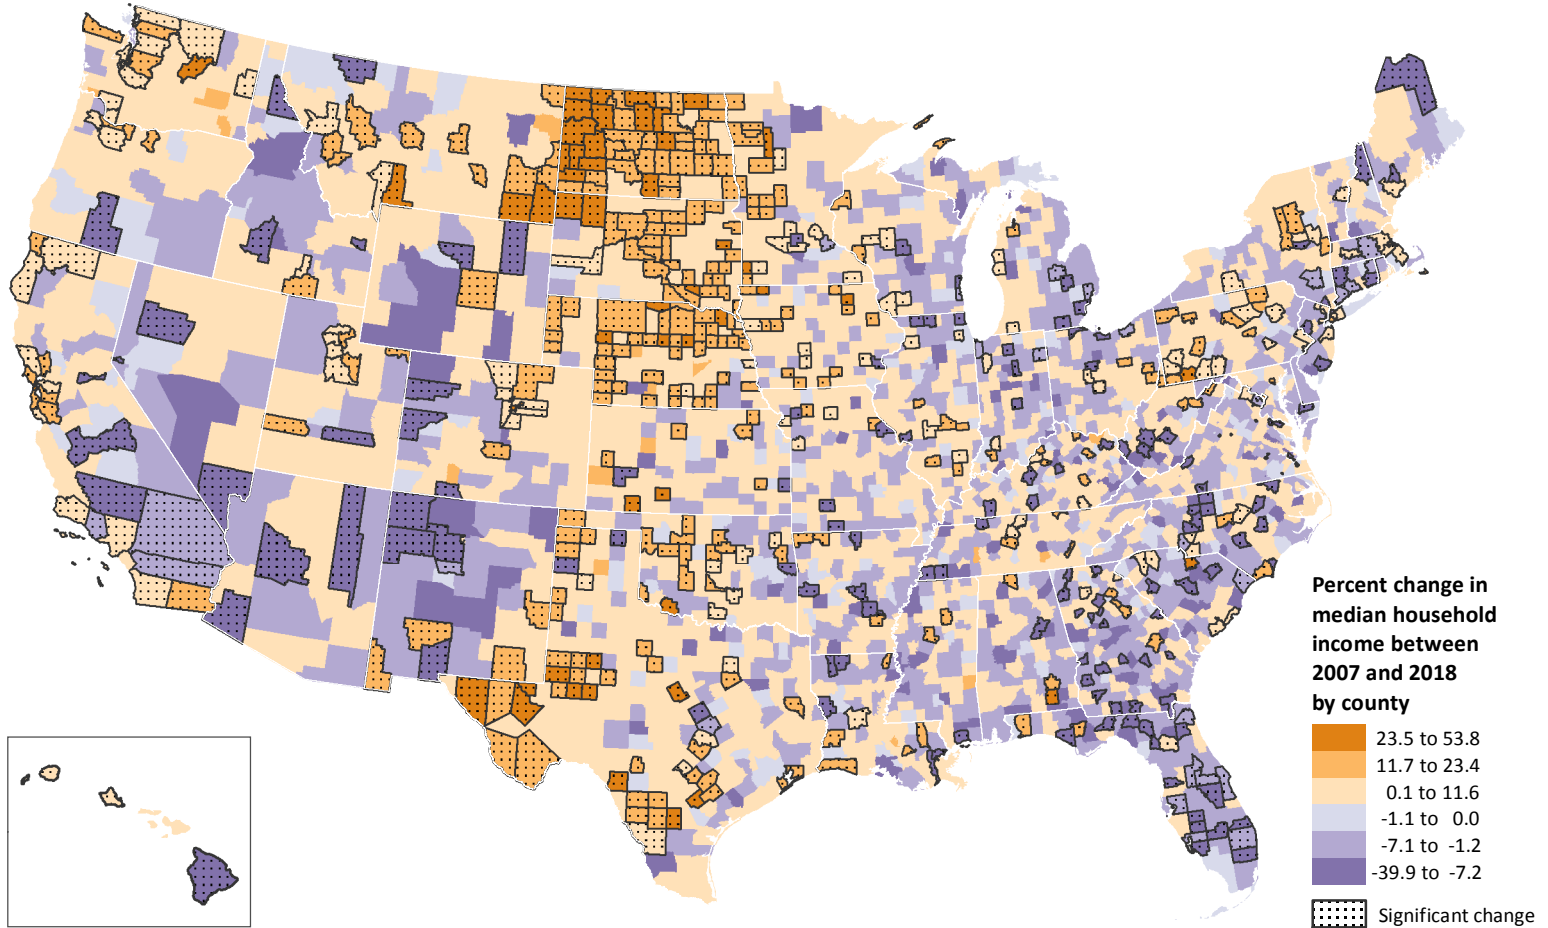 Percent change in
median household
income between
2007 and 2018
by county
23.5 to 53.8
11.7 to 23.4
0.1 to 11.6
-1.1 to 0.0
-7.1 to -1.2
-39.9 to -7.2
Significant change